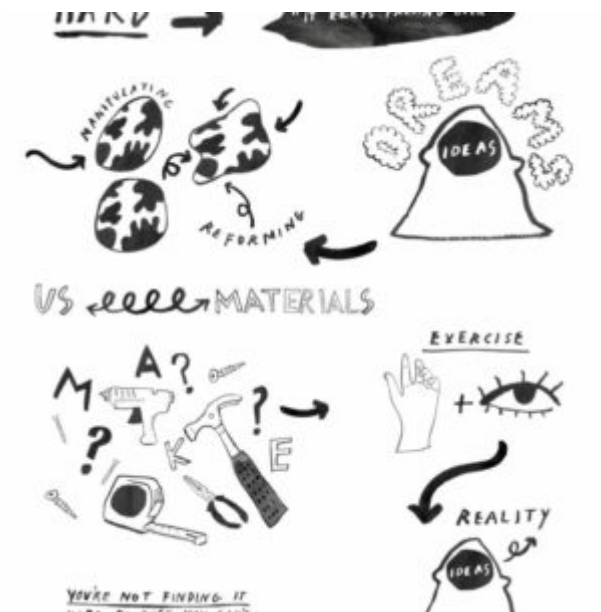 HARD
MANIPULATING
DREAMS
IDEAS
REFORMING
US MATERIALS
EXERCISE
M A K E
? ? ?
+
REALITY
IDEAS
YOU'RE NOT FINDING IT